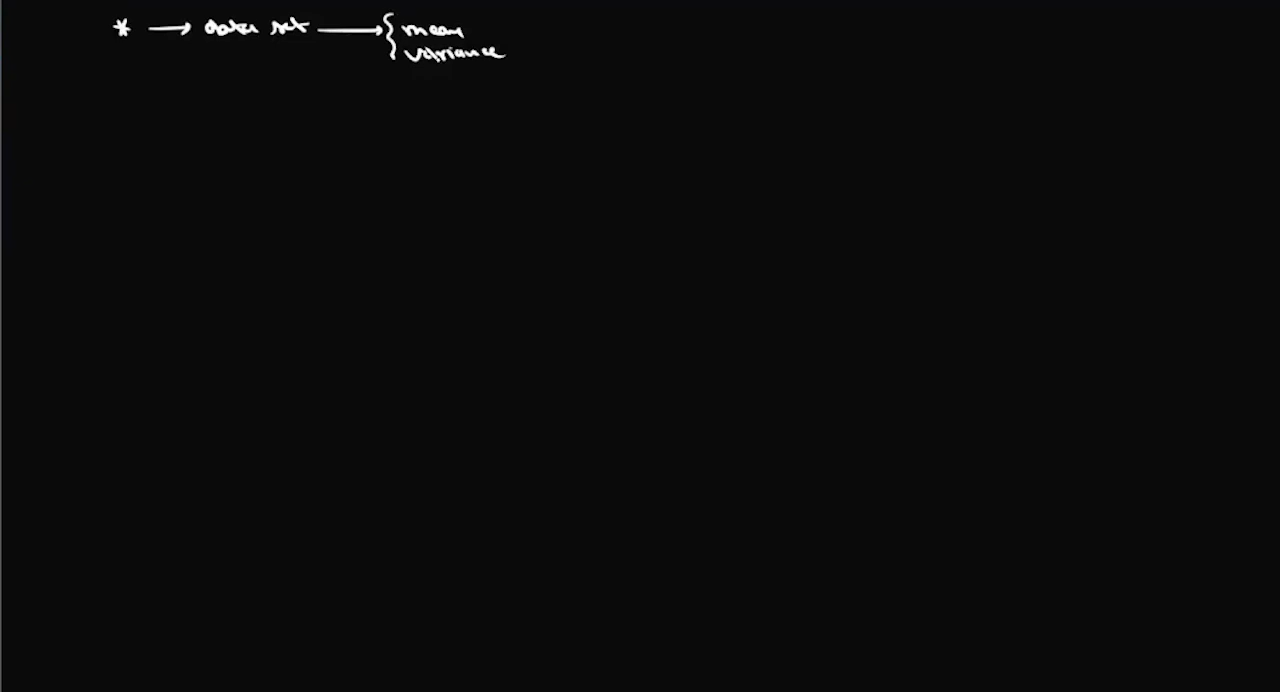 * → data set → { mean
variance